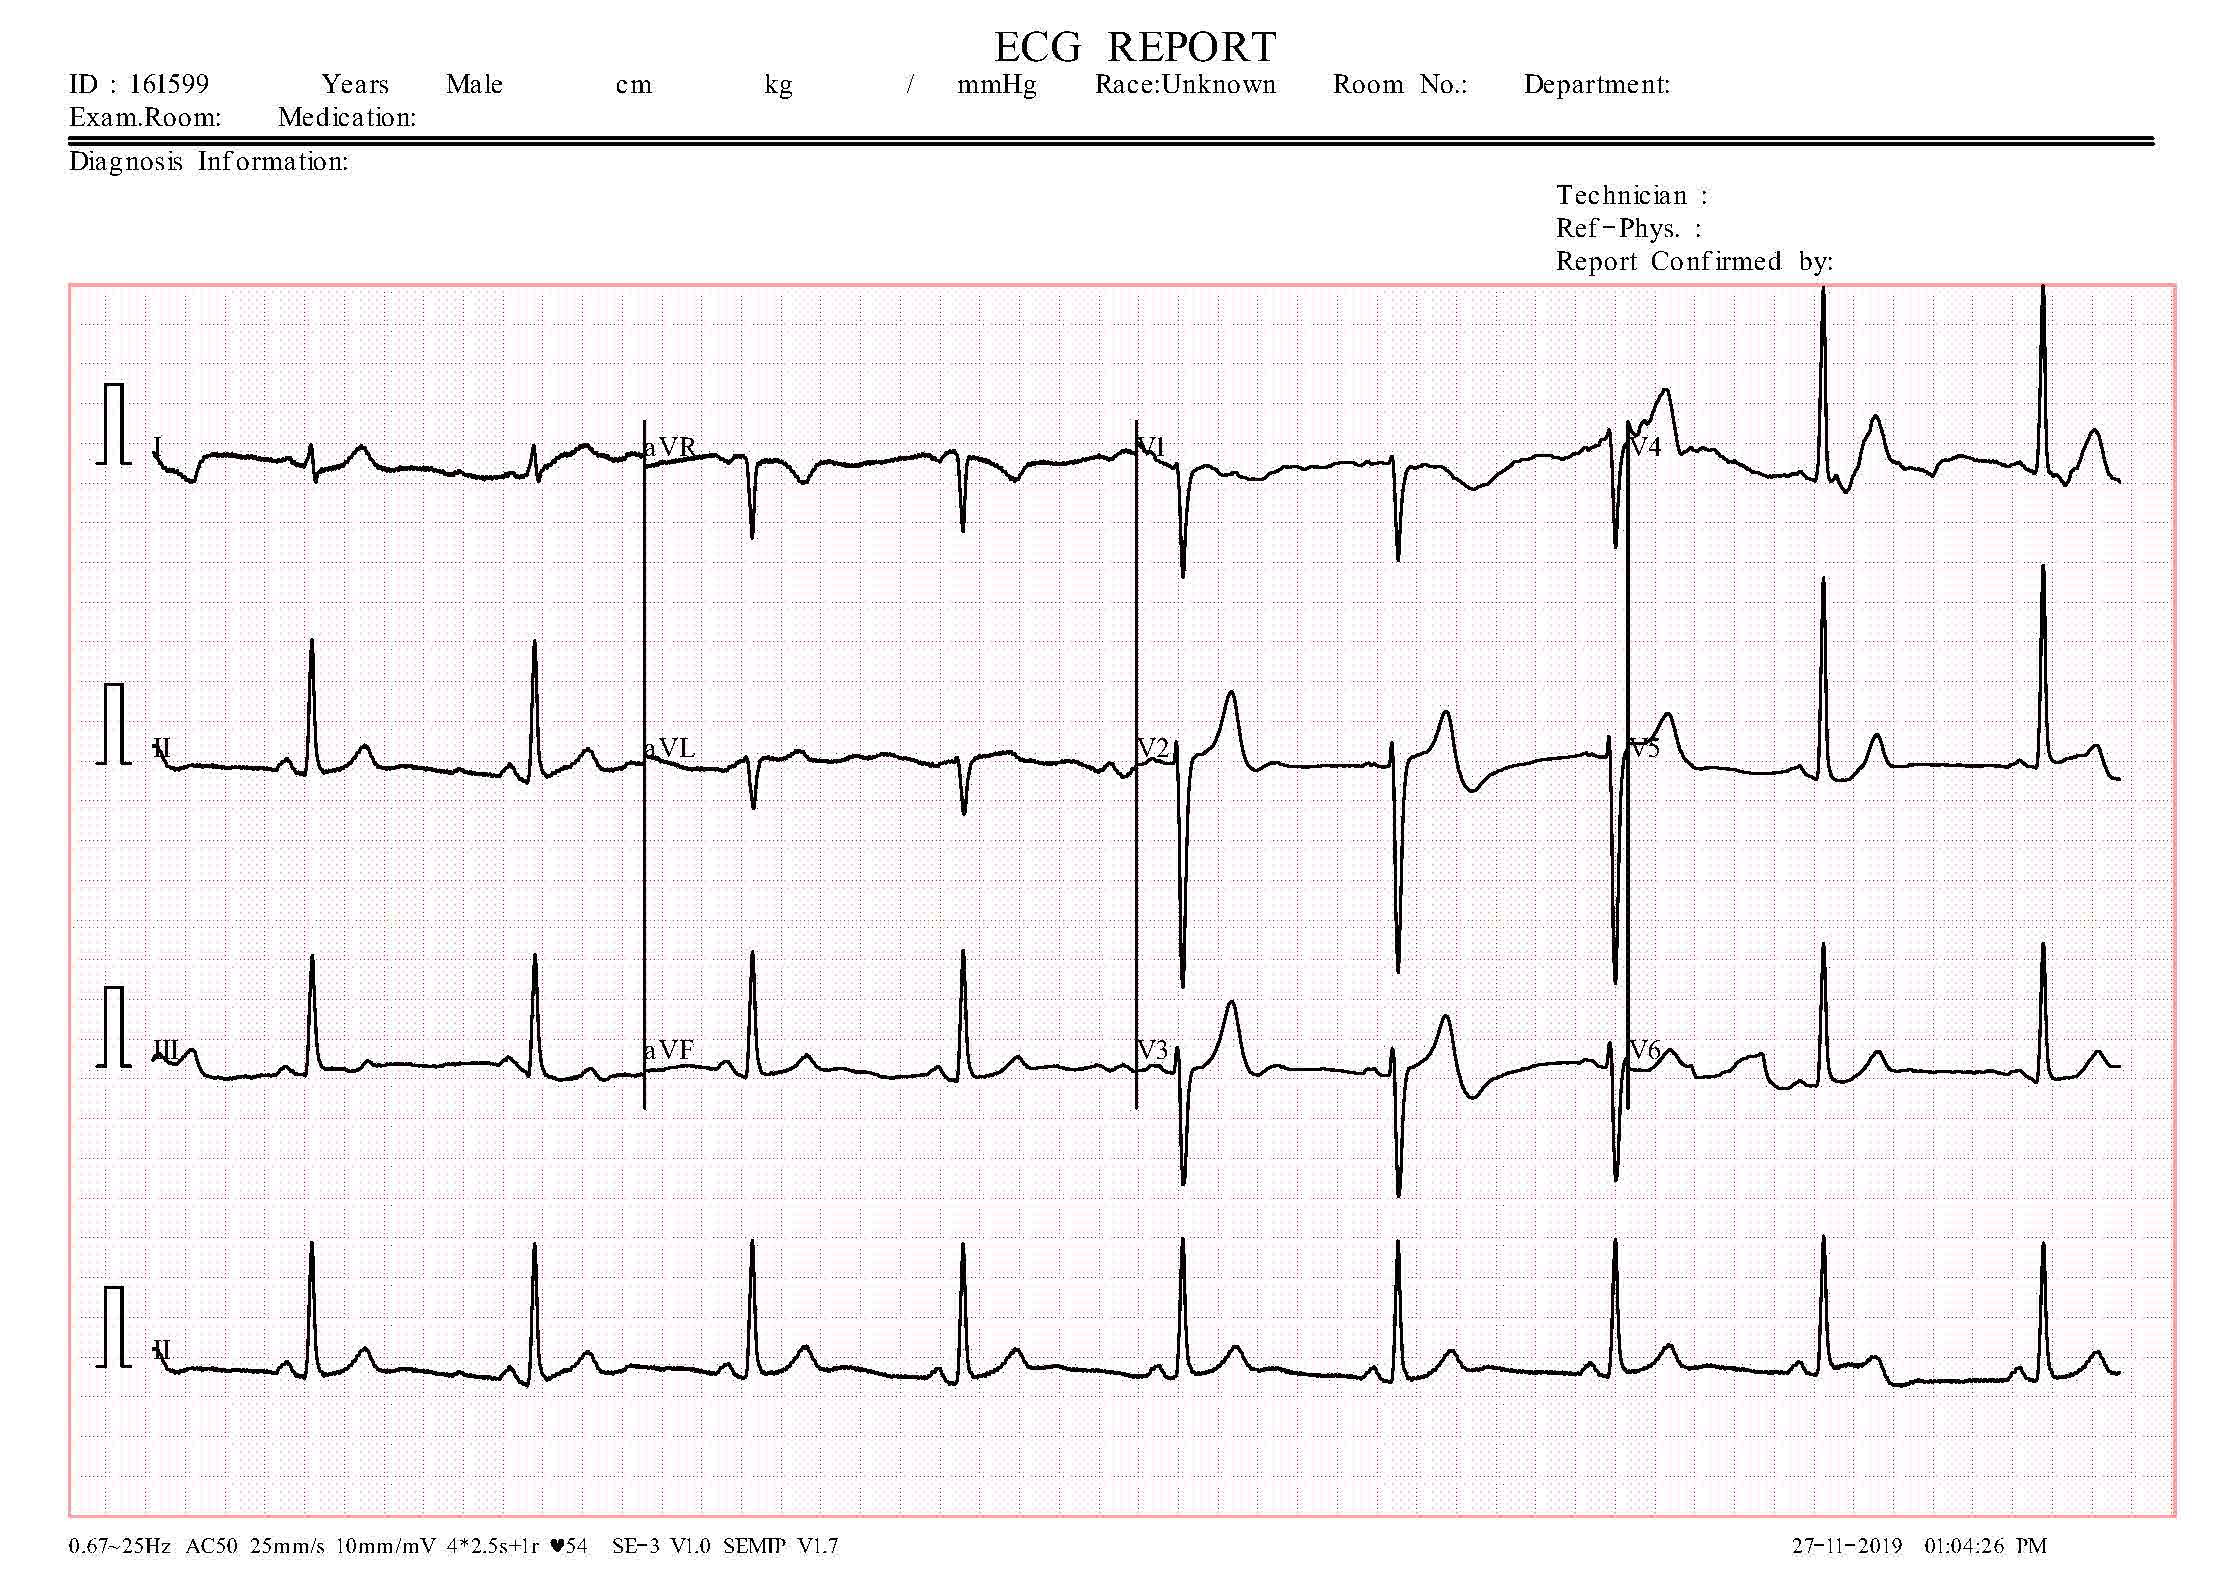 ECG REPORT
ID : 161599 Years Male cm kg / mmHg Race:Unknown Room No.: Department:
Exam.Room: Medication:
Diagnosis Information:
Technician :
Ref-Phys. :
Report Confirmed by:
I aVR V1 V4
II aVL V2 V5
III aVF V3 V6
II
0.67~25Hz AC50 25mm/s 10mm/mV 4*2.5s+1r ♥54 SE-3 V1.0 SEMIP V1.7 27-11-2019 01:04:26 PM